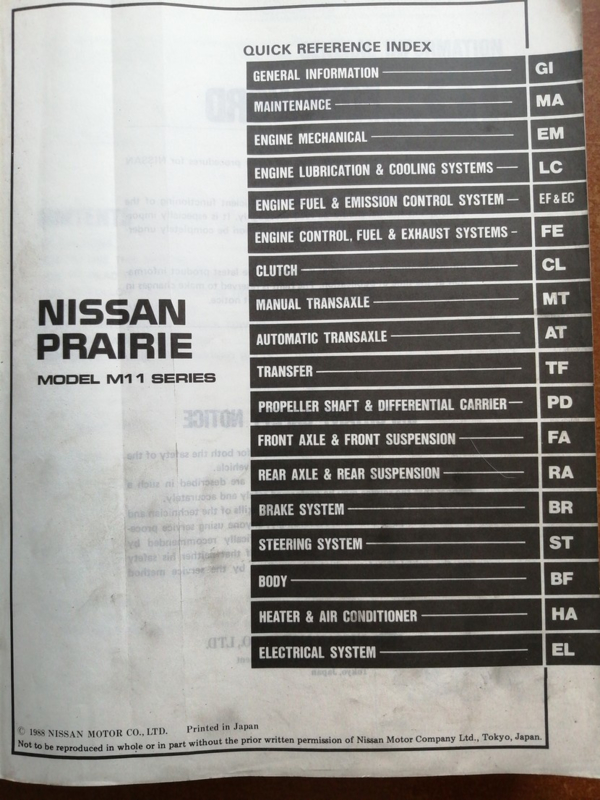 QUICK REFERENCE INDEX
GENERAL INFORMATION GI
MAINTENANCE MA
ENGINE MECHANICAL EM
ENGINE LUBRICATION & COOLING SYSTEMS LC
ENGINE FUEL & EMISSION CONTROL SYSTEM EF & EC
ENGINE CONTROL, FUEL & EXHAUST SYSTEMS FE
CLUTCH CL
MANUAL TRANSAXLE MT
AUTOMATIC TRANSAXLE AT
TRANSFER TF
PROPELLER SHAFT & DIFFERENTIAL CARRIER PD
FRONT AXLE & FRONT SUSPENSION FA
REAR AXLE & REAR SUSPENSION RA
BRAKE SYSTEM BR
STEERING SYSTEM ST
BODY BF
HEATER & AIR CONDITIONER HA
ELECTRICAL SYSTEM EL
NISSAN
PRAIRIE
MODEL M11 SERIES
© 1988 NISSAN MOTOR CO., LTD. Printed in Japan
Not to be reproduced in whole or in part without the prior written permission of Nissan Motor Company Ltd., Tokyo, Japan.